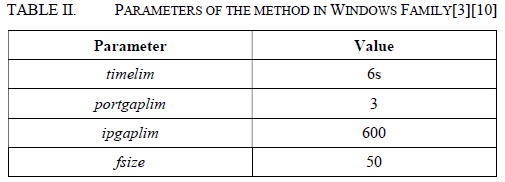 TABLE II. PARAMETERS OF THE METHOD IN WINDOWS FAMILY[3][10]
Parameter Value
timelim 6s
portgaplim 3
ipgaplim 600
fsize 50